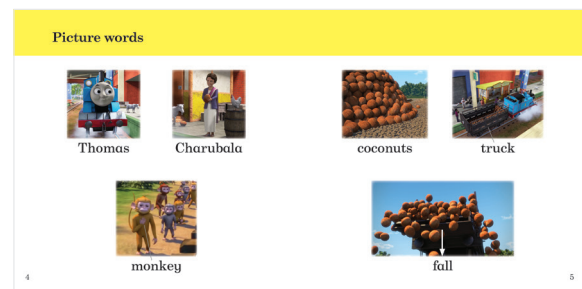 Picture words
Thomas
Charubala
coconuts
truck
monkey
fall
4
5